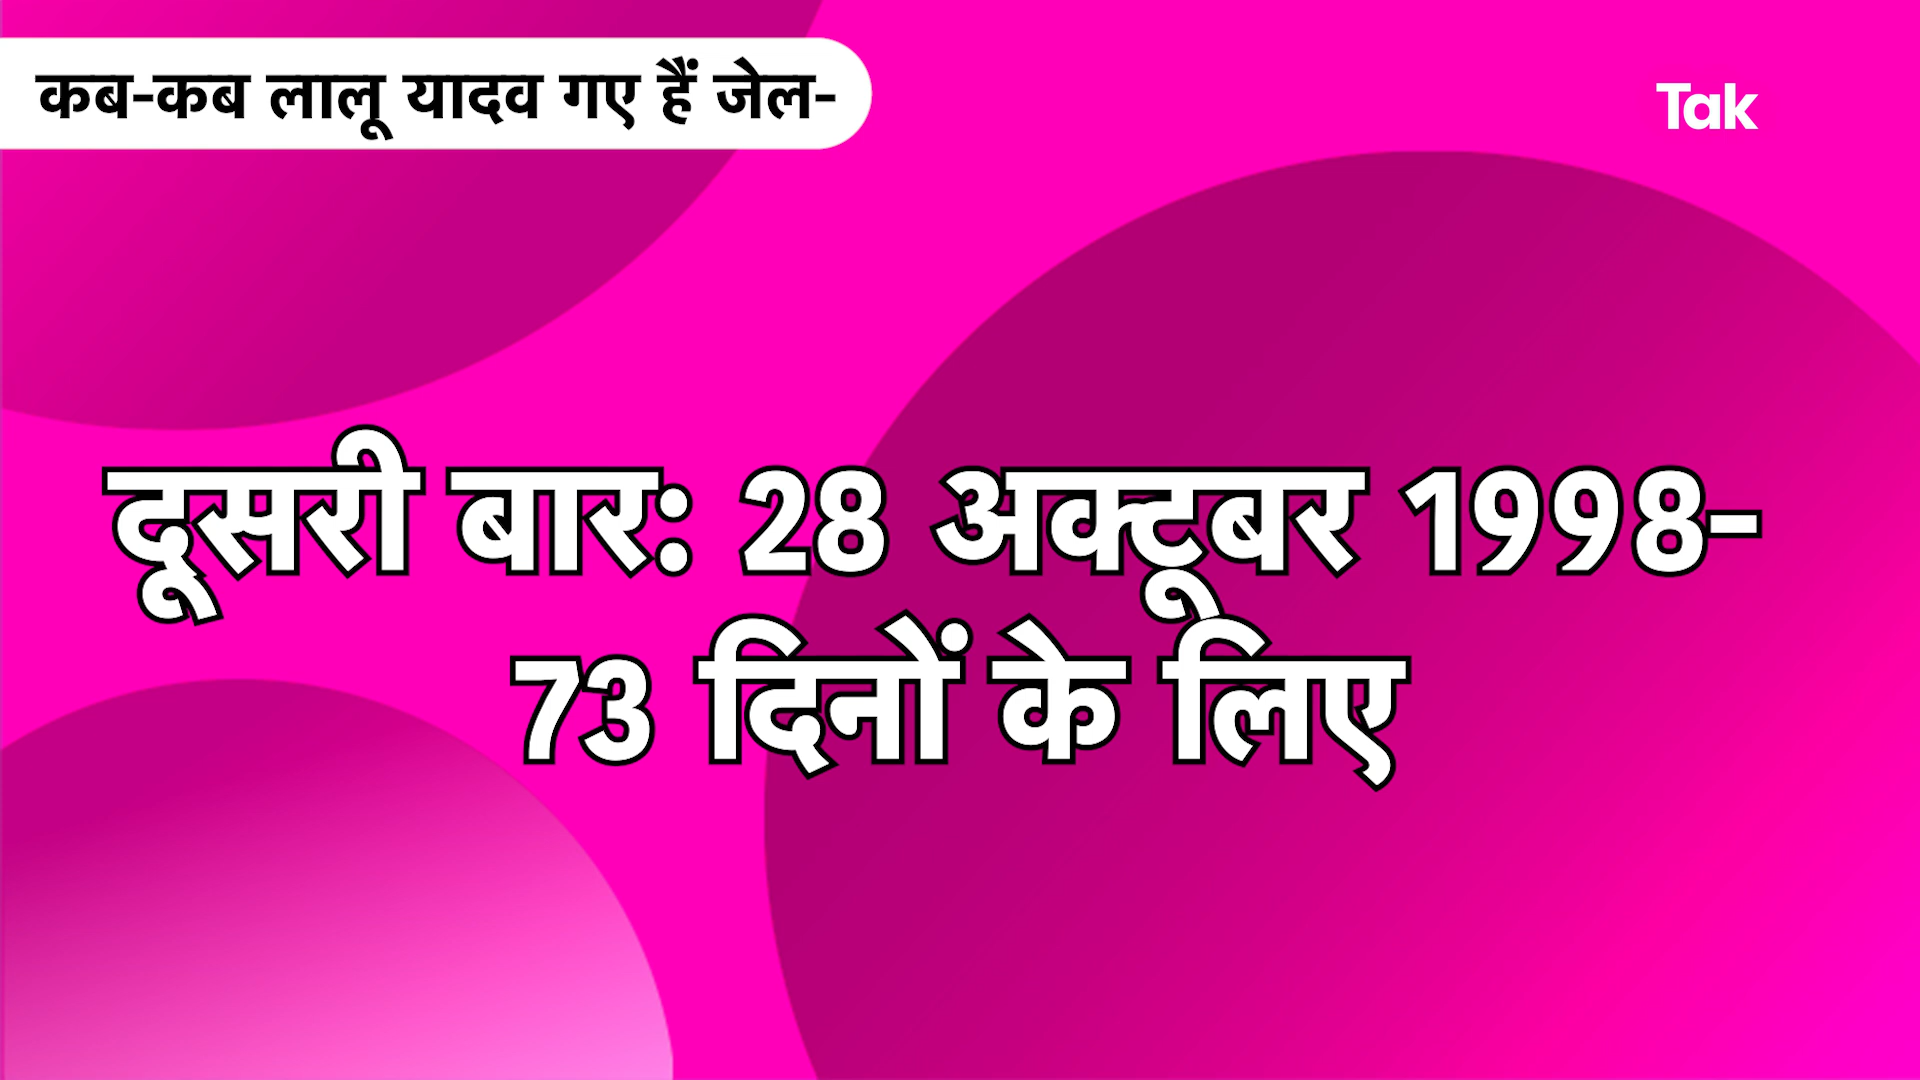 कब-कब लालू यादव गए हैं जेल-
Tak
दूसरी बार: 28 अक्टूबर 1998-
73 दिनों के लिए